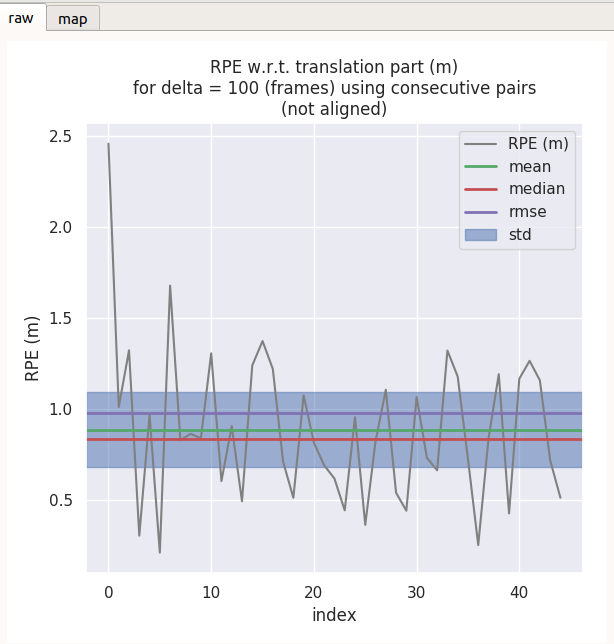 raw map
RPE w.r.t. translation part (m)
for delta = 100 (frames) using consecutive pairs
(not aligned)
RPE (m)
mean
median
rmse
std
2.5
2.0
1.5
1.0
0.5
RPE (m)
0 10 20 30 40
index